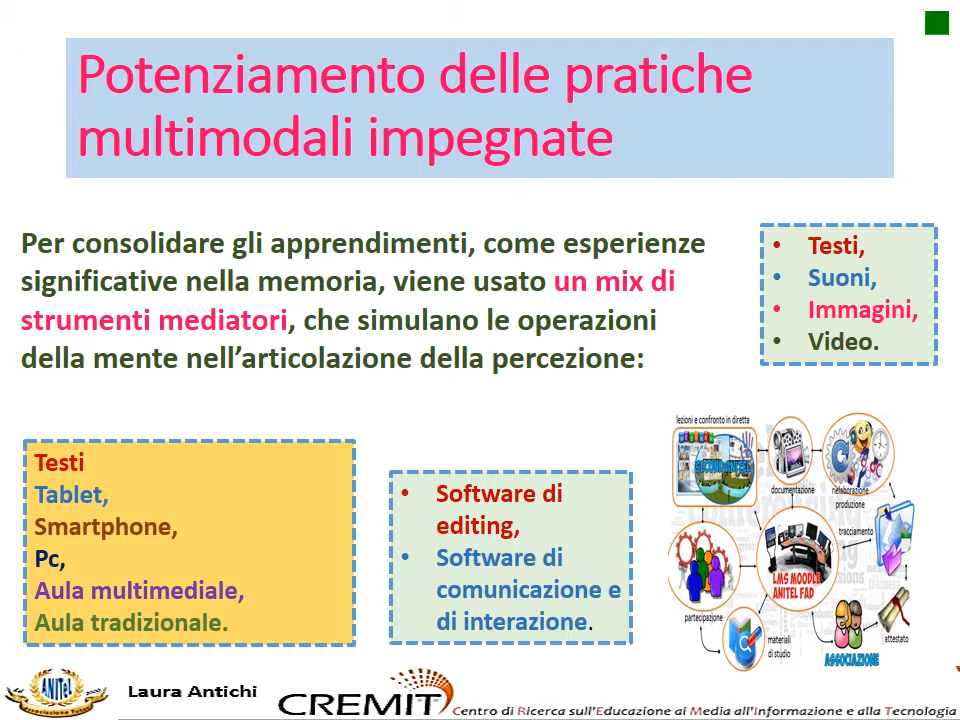 Potenziamento delle pratiche
multimodali impegnate
Per consolidare gli apprendimenti, come esperienze
significative nella memoria, viene usato un mix di
strumenti mediatori, che simulano le operazioni
della mente nell’articolazione della percezione:
• Testi,
• Suoni,
• Immagini,
• Video.
Testi
Tablet,
Smartphone,
Pc,
Aula multimediale,
Aula tradizionale.
• Software di
editing,
• Software di
comunicazione e
di interazione.
lezioni e confronto in diretta
documentazione
rielaborazione
produzione
tracciamento
LMS MOODLE
ANITEL FAD
partecipazione
materiali
di studio
attestato
ASSOCIAZIONE
ANITeL
Laura Antichi
CREMIT
Centro di Ricerca sull'Educazione ai Media all'Informazione e alla Tecnologia